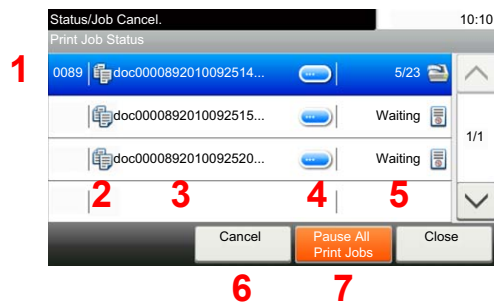 Status/Job Cancel. 10:10
Print Job Status
1 0089 doc0000892010092514... 5/23
doc0000892010092515... Waiting
1/1
doc0000892010092520... Waiting
2 3 4 5
Cancel Pause All Print Jobs Close
6 7